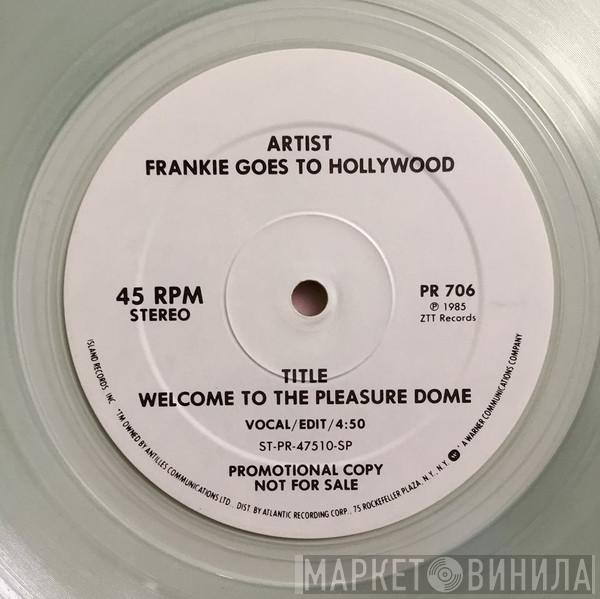 ARTIST
FRANKIE GOES TO HOLLYWOOD
45 RPM
STEREO
PR 706
℗ 1985
ZTT Records
TITLE
WELCOME TO THE PLEASURE DOME
VOCAL/EDIT/4:50
ST-PR-47510-SP
PROMOTIONAL COPY
NOT FOR SALE
ISLAND RECORDS, INC. *TM OWNED BY ANTILLES COMMUNICATIONS LTD., DIST. BY ATLANTIC RECORDING CORP., 75 ROCKEFELLER PLAZA, N.Y., N.Y. A WARNER COMMUNICATIONS COMPANY
МАРКЕТ ВИНИЛА